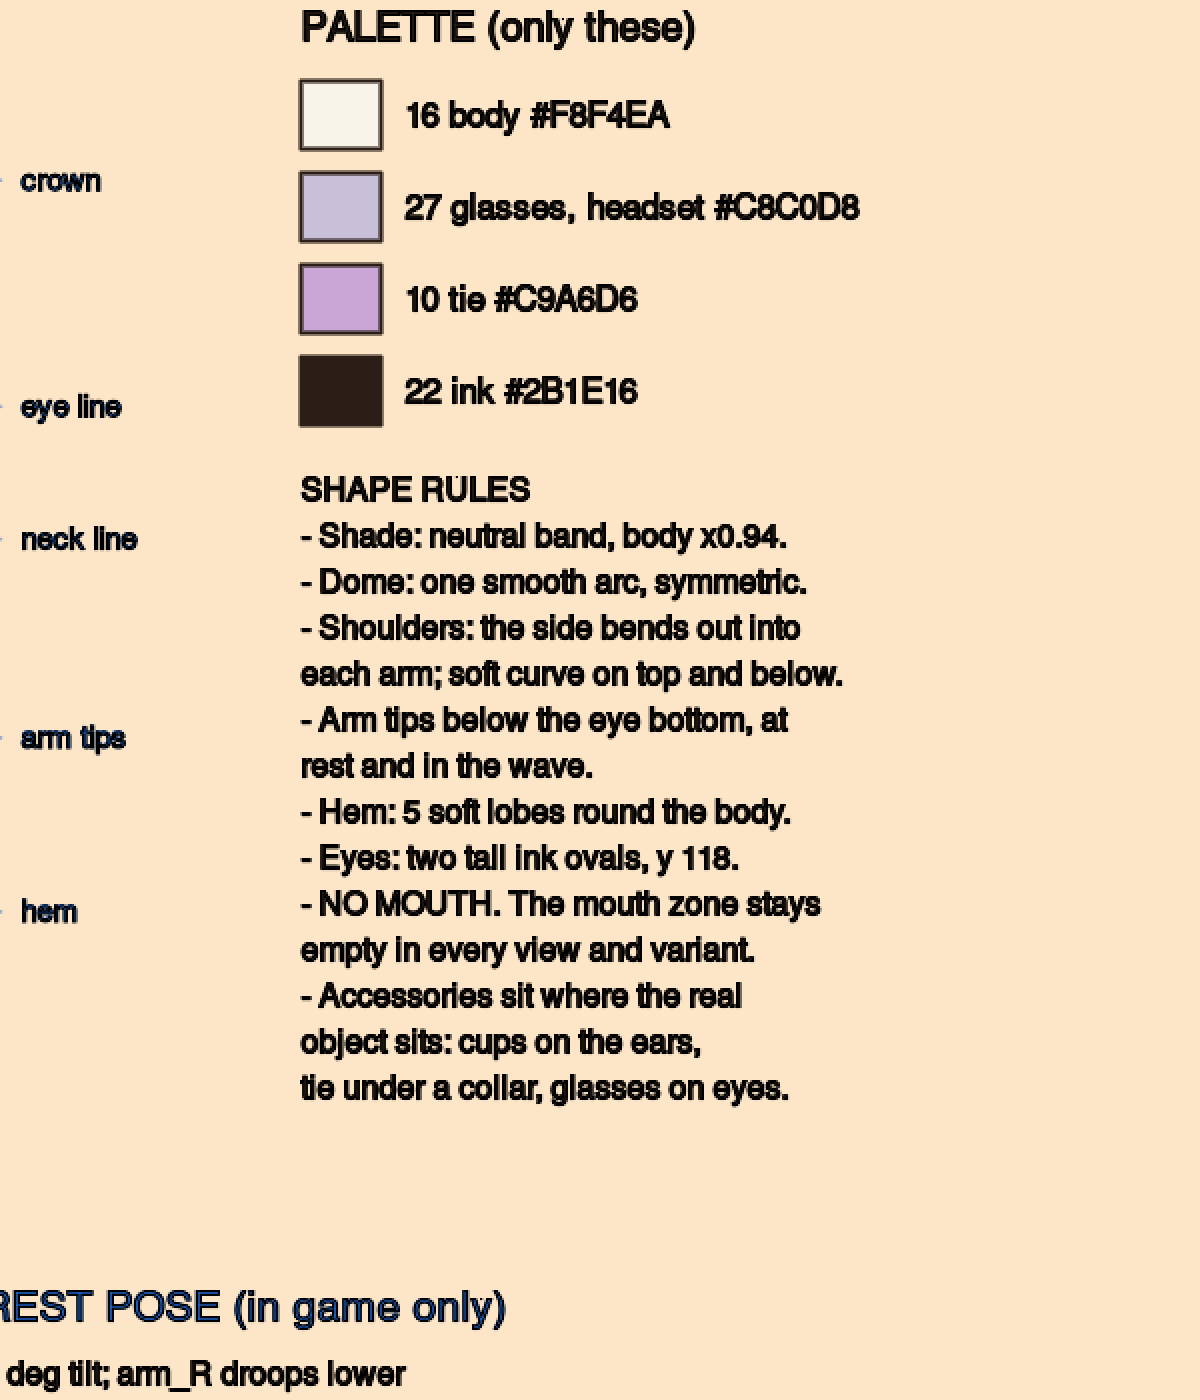 PALETTE (only these)
16 body #F8F4EA
crown
27 glasses, headset #C8C0D8
10 tie #C9A6D6
22 ink #2B1E16
eye line
SHAPE RULES
- Shade: neutral band, body x0.94.
neck line
- Dome: one smooth arc, symmetric.
- Shoulders: the side bends out into
each arm; soft curve on top and below.
- Arm tips below the eye bottom, at
arm tips
rest and in the wave.
- Hem: 5 soft lobes round the body.
- Eyes: two tall ink ovals, y 118.
- NO MOUTH. The mouth zone stays
hem
empty in every view and variant.
- Accessories sit where the real
object sits: cups on the ears,
tie under a collar, glasses on eyes.
REST POSE (in game only)
deg tilt; arm_R droops lower